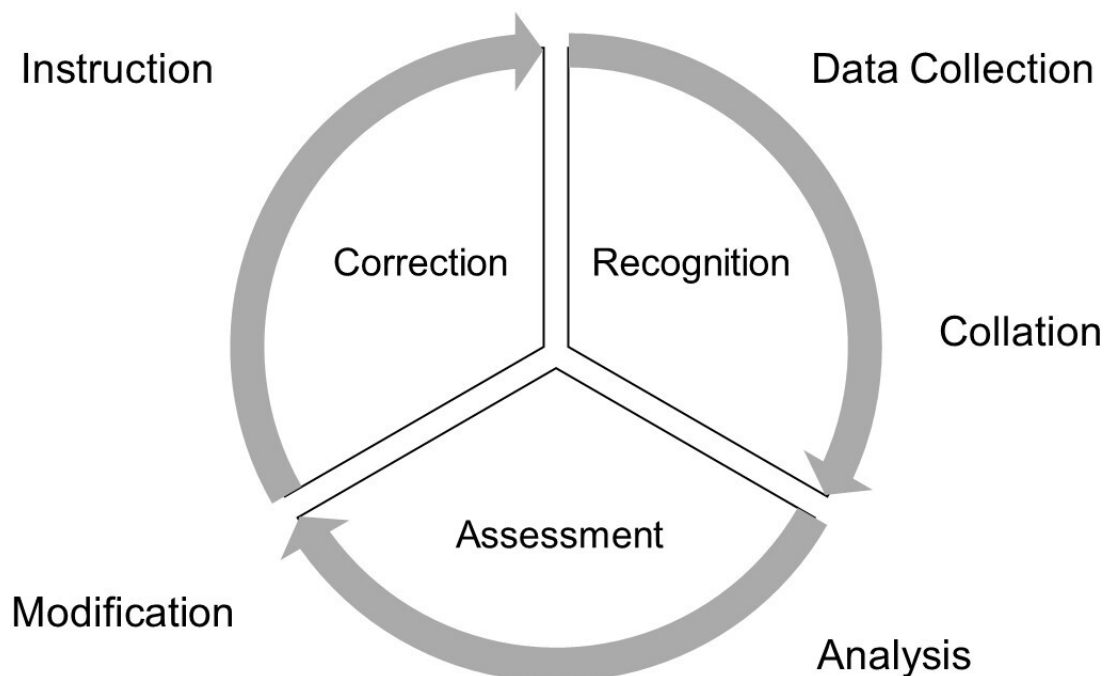 Instruction
Data Collection
Correction
Recognition
Collation
Assessment
Modification
Analysis